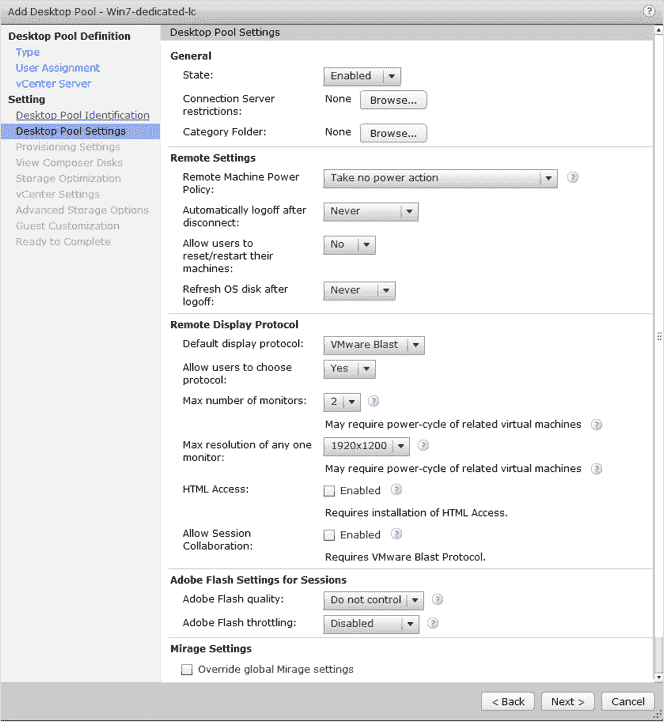 Add Desktop Pool - Win7-dedicated-lc
?
Desktop Pool Definition
Type
User Assignment
vCenter Server
Setting
Desktop Pool Identification
Desktop Pool Settings
Provisioning Settings
View Composer Disks
Storage Optimization
vCenter Settings
Advanced Storage Options
Guest Customization
Ready to Complete
Desktop Pool Settings
General
State: Enabled
Connection Server None Browse...
restrictions:
Category Folder: None Browse...
Remote Settings
Remote Machine Power Take no power action ?
Policy:
Automatically logoff after Never
disconnect:
Allow users to No
reset/restart their
machines:
Refresh OS disk after Never
logoff:
Remote Display Protocol
Default display protocol: VMware Blast
Allow users to choose Yes
protocol:
Max number of monitors: 2 ?
May require power-cycle of related virtual machines ?
Max resolution of any one 1920x1200 ?
monitor:
May require power-cycle of related virtual machines ?
HTML Access: Enabled ?
Requires installation of HTML Access.
Allow Session Enabled ?
Collaboration:
Requires VMware Blast Protocol.
Adobe Flash Settings for Sessions
Adobe Flash quality: Do not control ?
Adobe Flash throttling: Disabled ?
Mirage Settings
Override global Mirage settings
< Back Next > Cancel